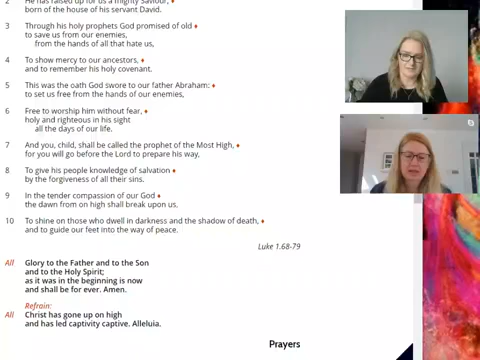 2 He has raised up for us a mighty Saviour, ♦
born of the house of his servant David.
3 Through his holy prophets God promised of old ♦
to save us from our enemies,
from the hands of all that hate us,
4 To show mercy to our ancestors, ♦
and to remember his holy covenant.
5 This was the oath God swore to our father Abraham: ♦
to set us free from the hands of our enemies,
6 Free to worship him without fear, ♦
holy and righteous in his sight
all the days of our life.
7 And you, child, shall be called the prophet of the Most High, ♦
for you will go before the Lord to prepare his way,
8 To give his people knowledge of salvation ♦
by the forgiveness of all their sins.
9 In the tender compassion of our God ♦
the dawn from on high shall break upon us,
10 To shine on those who dwell in darkness and the shadow of death, ♦
and to guide our feet into the way of peace.
Luke 1.68-79
All Glory to the Father and to the Son
and to the Holy Spirit;
as it was in the beginning is now
and shall be for ever. Amen.
Refrain:
All Christ has gone up on high
and has led captivity captive. Alleluia.
Prayers